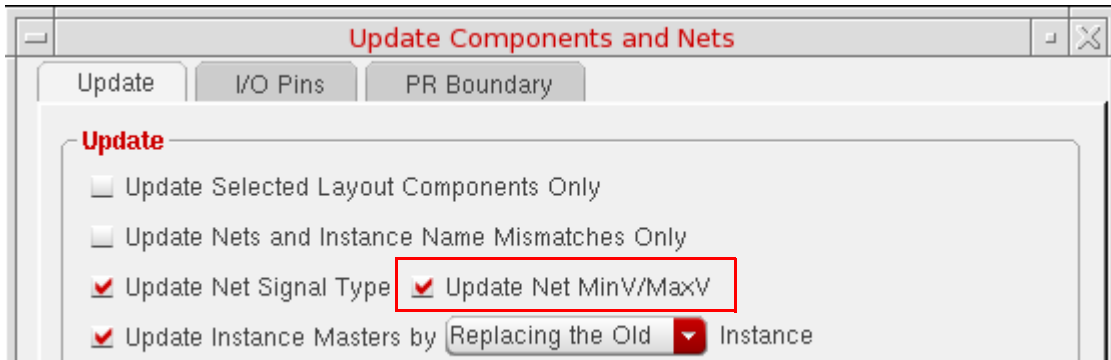 Update Components and Nets
Update I/O Pins PR Boundary
Update
Update Selected Layout Components Only
Update Nets and Instance Name Mismatches Only
Update Net Signal Type Update Net MinV/MaxV
Update Instance Masters by Replacing the Old Instance